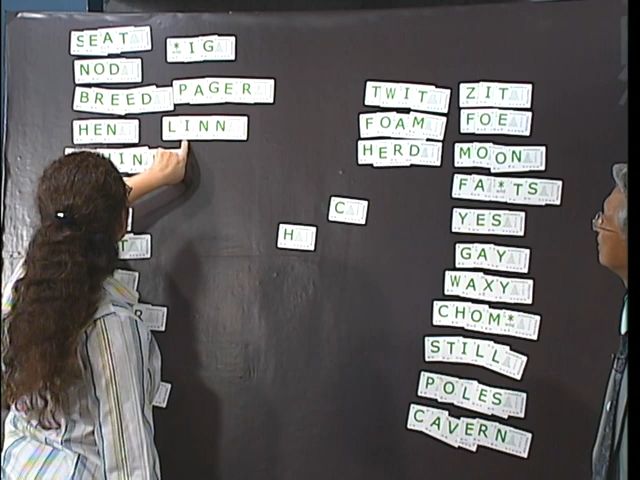 SEAT
*IG
NOD
BREED
PAGER
HEN
LINN
TWIT
ZIT
FOAM
FOE
HERD
MOON
FA*TS
C
YES
H
GAY
WAXY
CHOM*
STILL
POLES
CAVERN